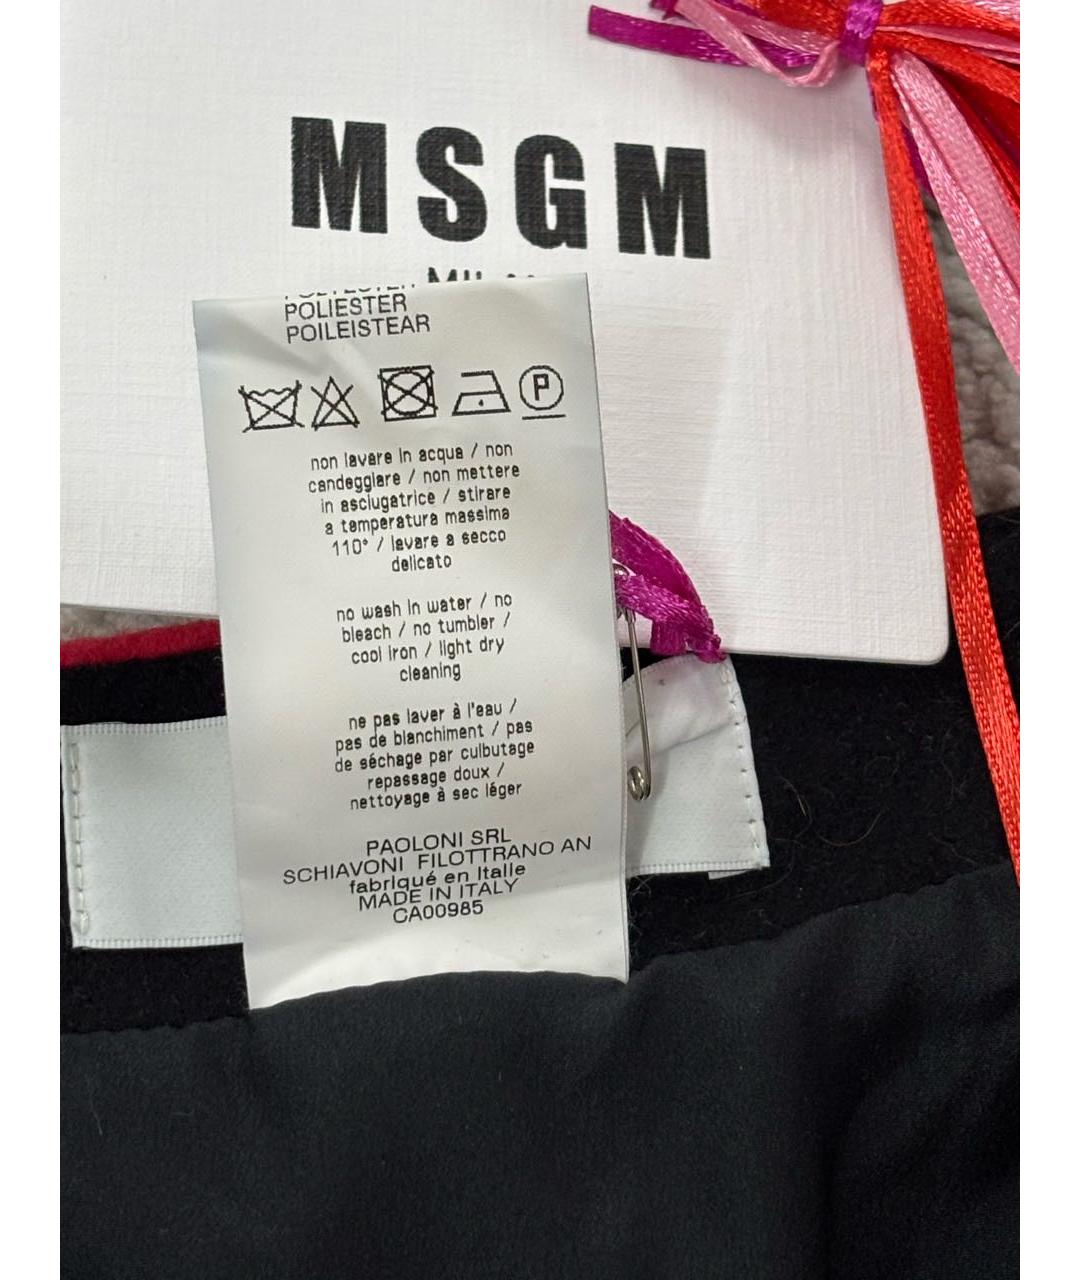 MSGM
POLIESTER
POILEISTEAR
P
non lavare in acqua / non
candeggiare / non mettere
in asciugatrice / stirare
a temperatura massima
110° / lavare a secco
delicato
no wash in water / no
bleach / no tumbler /
cool iron / light dry
cleaning
ne pas laver à l'eau /
pas de blanchiment / pas
de séchage par culbutage
repassage doux /
nettoyage à sec léger
PAOLONI SRL
SCHIAVONI FILOTTRANO AN
fabriqué en Italie
MADE IN ITALY
CA00985